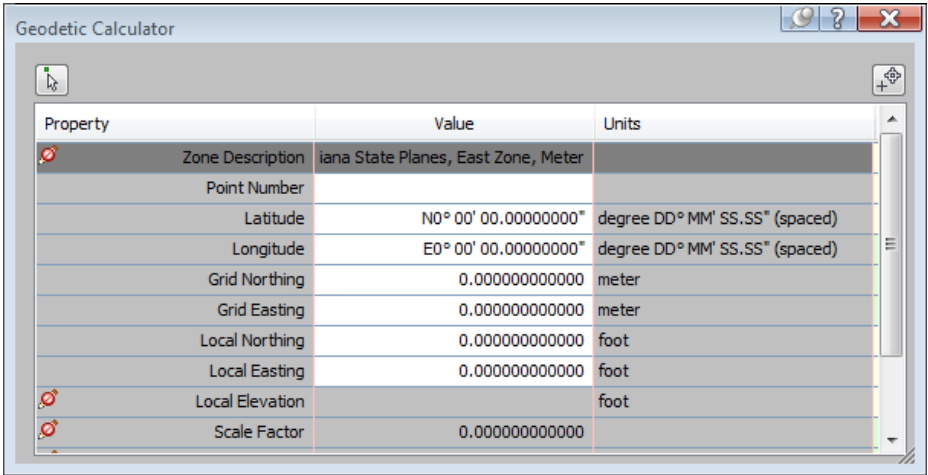 Geodetic Calculator
Property Value Units
Zone Description iana State Planes, East Zone, Meter
Point Number
Latitude N0° 00' 00.00000000" degree DD° MM' SS.SS" (spaced)
Longitude E0° 00' 00.00000000" degree DD° MM' SS.SS" (spaced)
Grid Northing 0.000000000000 meter
Grid Easting 0.000000000000 meter
Local Northing 0.000000000000 foot
Local Easting 0.000000000000 foot
Local Elevation foot
Scale Factor 0.000000000000